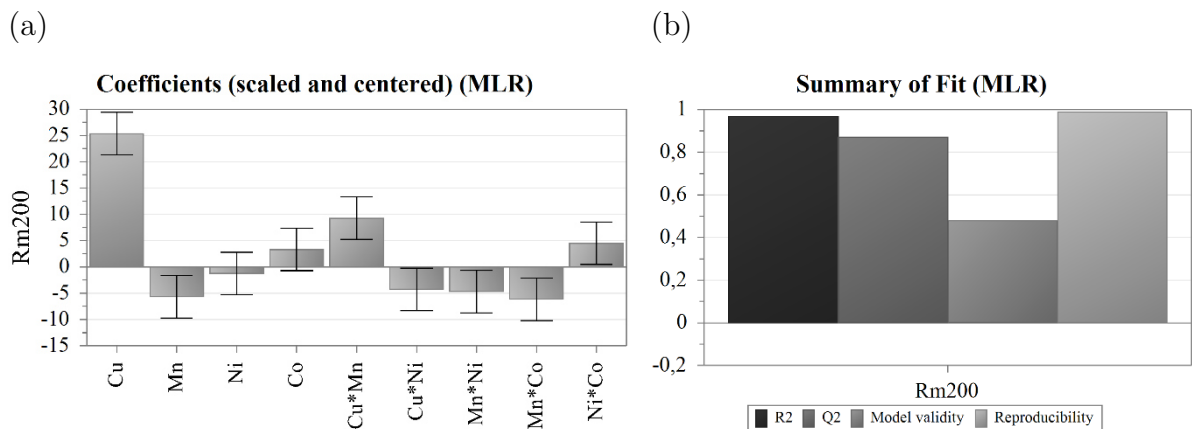 (a)
Coefficients (scaled and centered) (MLR)
Rm200
30
25
20
15
10
5
0
-5
-10
-15
Cu
Mn
Ni
Co
Cu*Mn
Cu*Ni
Mn*Ni
Mn*Co
Ni*Co
(b)
Summary of Fit (MLR)
1
0,8
0,6
0,4
0,2
0
-0,2
Rm200
R2 Q2 Model validity Reproducibility